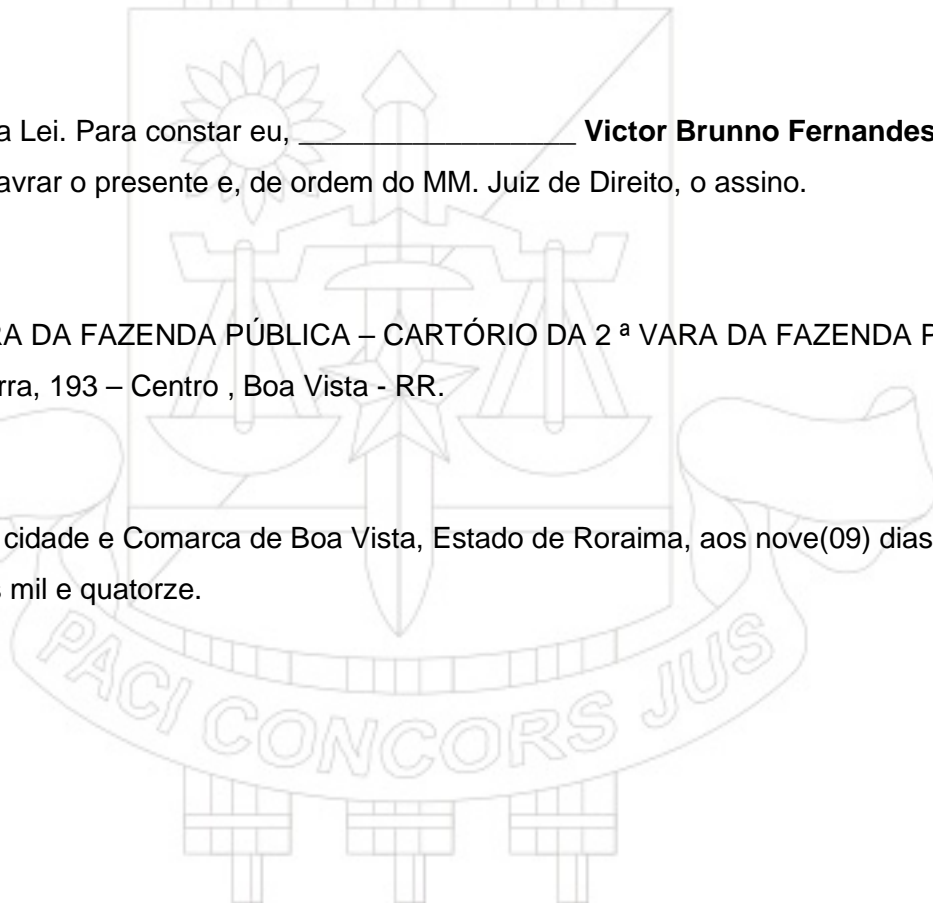 a Lei. Para constar eu, _________________ Victor Brunno Fernandes
avrar o presente e, de ordem do MM. Juiz de Direito, o assino.
RA DA FAZENDA PÚBLICA – CARTÓRIO DA 2 ª VARA DA FAZENDA P
rra, 193 – Centro , Boa Vista - RR.
cidade e Comarca de Boa Vista, Estado de Roraima, aos nove(09) dias
s mil e quatorze.
PACI CONCORS JUS